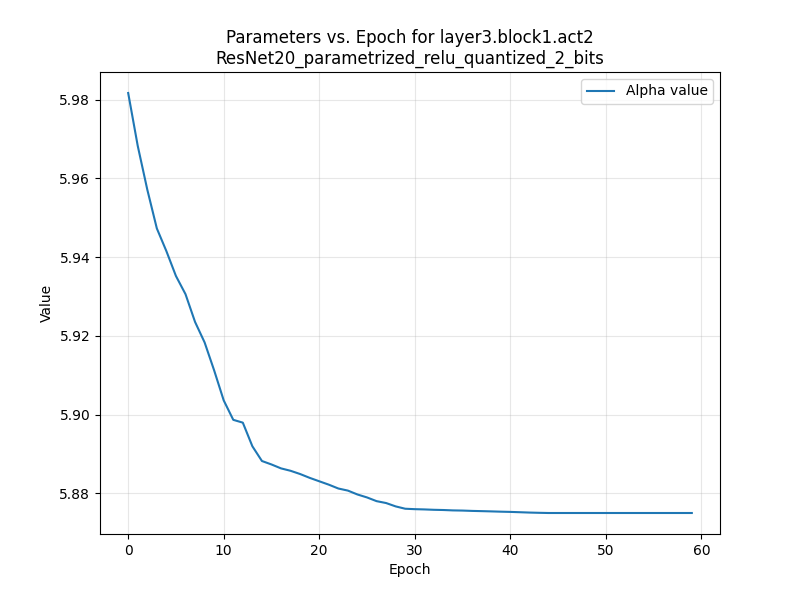 Parameters vs. Epoch for layer3.block1.act2
ResNet20_parametrized_relu_quantized_2_bits
Alpha value
5.98
5.96
5.94
5.92
5.90
5.88
Value
0 10 20 30 40 50 60
Epoch